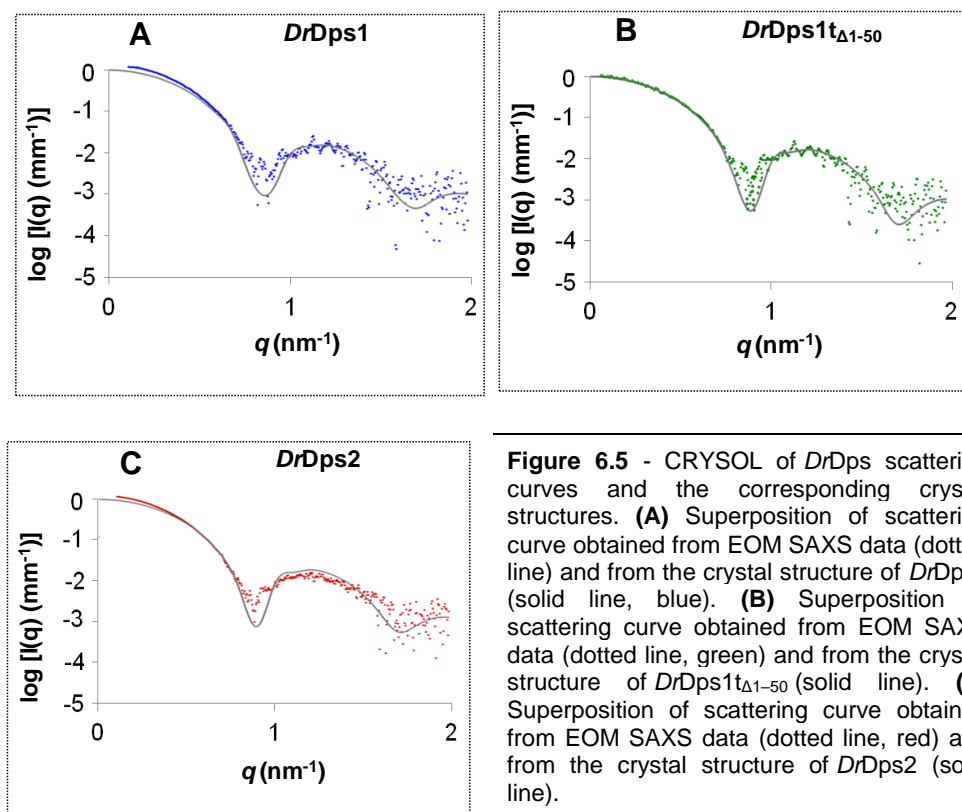 A DrDps1
log [I(q) (mm⁻¹)]
0
-1
-2
-3
-4
-5
0 1 2
q (nm⁻¹)
B DrDps1tΔ1-50
log [I(q) (mm⁻¹)]
0
-1
-2
-3
-4
-5
0 1 2
q (nm⁻¹)
C DrDps2
log [I(q) (mm⁻¹)]
0
-1
-2
-3
-4
-5
0 1 2
q (nm⁻¹)
Figure 6.5 - CRYSOL of DrDps scatteri
curves and the corresponding crys
structures. (A) Superposition of scatteri
curve obtained from EOM SAXS data (dott
line) and from the crystal structure of DrDp
(solid line, blue). (B) Superposition
scattering curve obtained from EOM SAX
data (dotted line, green) and from the crys
structure of DrDps1tΔ1–50 (solid line). (
Superposition of scattering curve obtain
from EOM SAXS data (dotted line, red) a
from the crystal structure of DrDps2 (so
line).